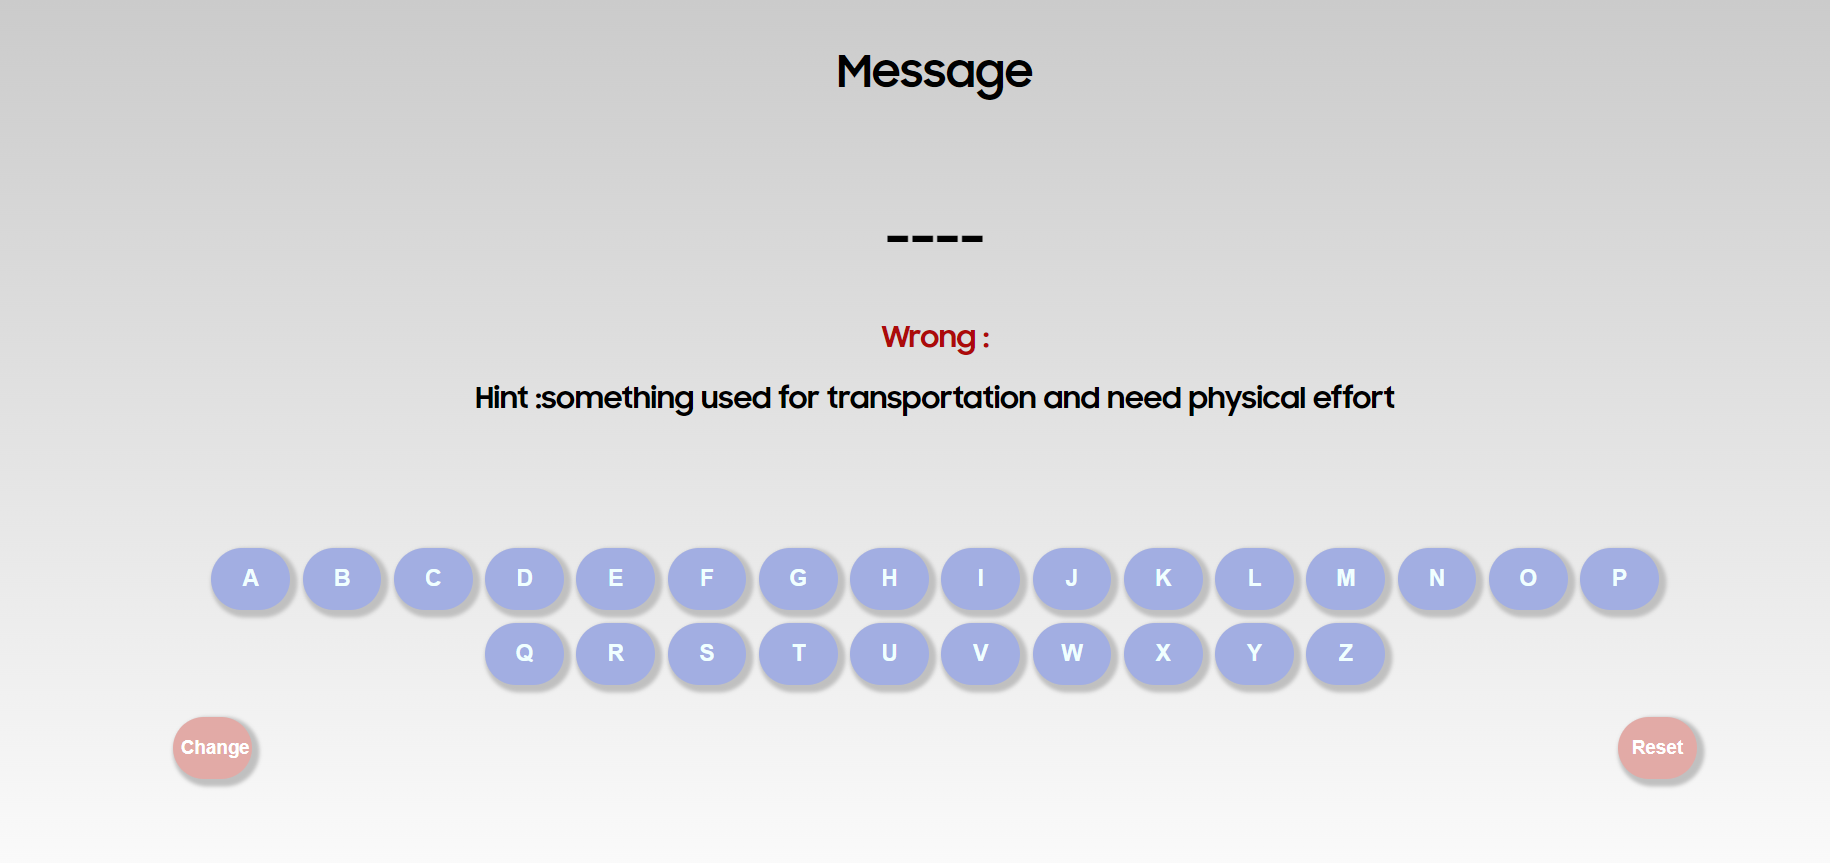 Message
----
Wrong :
Hint :something used for transportation and need physical effort
A B C D E F G H I J K L M N O P
Q R S T U V W X Y Z
Change Reset